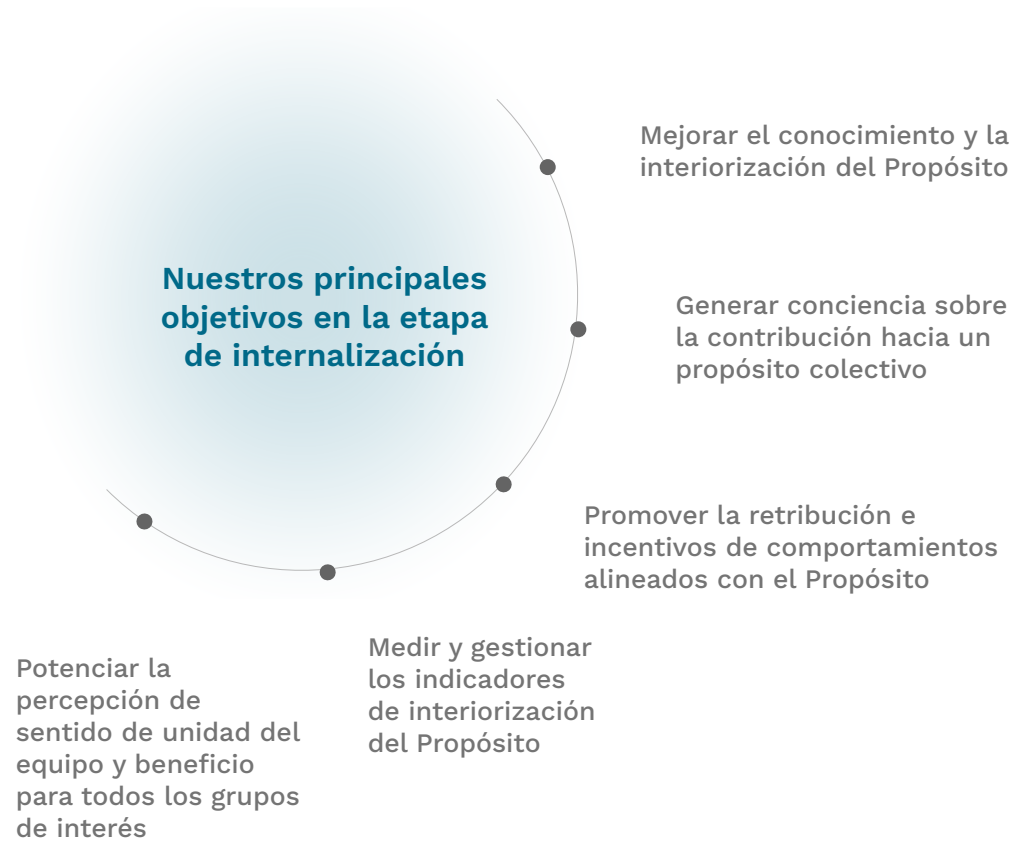 Nuestros principales
objetivos en la etapa
de internalización
Mejorar el conocimiento y la
interiorización del Propósito
Generar conciencia sobre
la contribución hacia un
propósito colectivo
Promover la retribución e
incentivos de comportamientos
alineados con el Propósito
Medir y gestionar
los indicadores
de interiorización
del Propósito
Potenciar la
percepción de
sentido de unidad del
equipo y beneficio
para todos los grupos
de interés